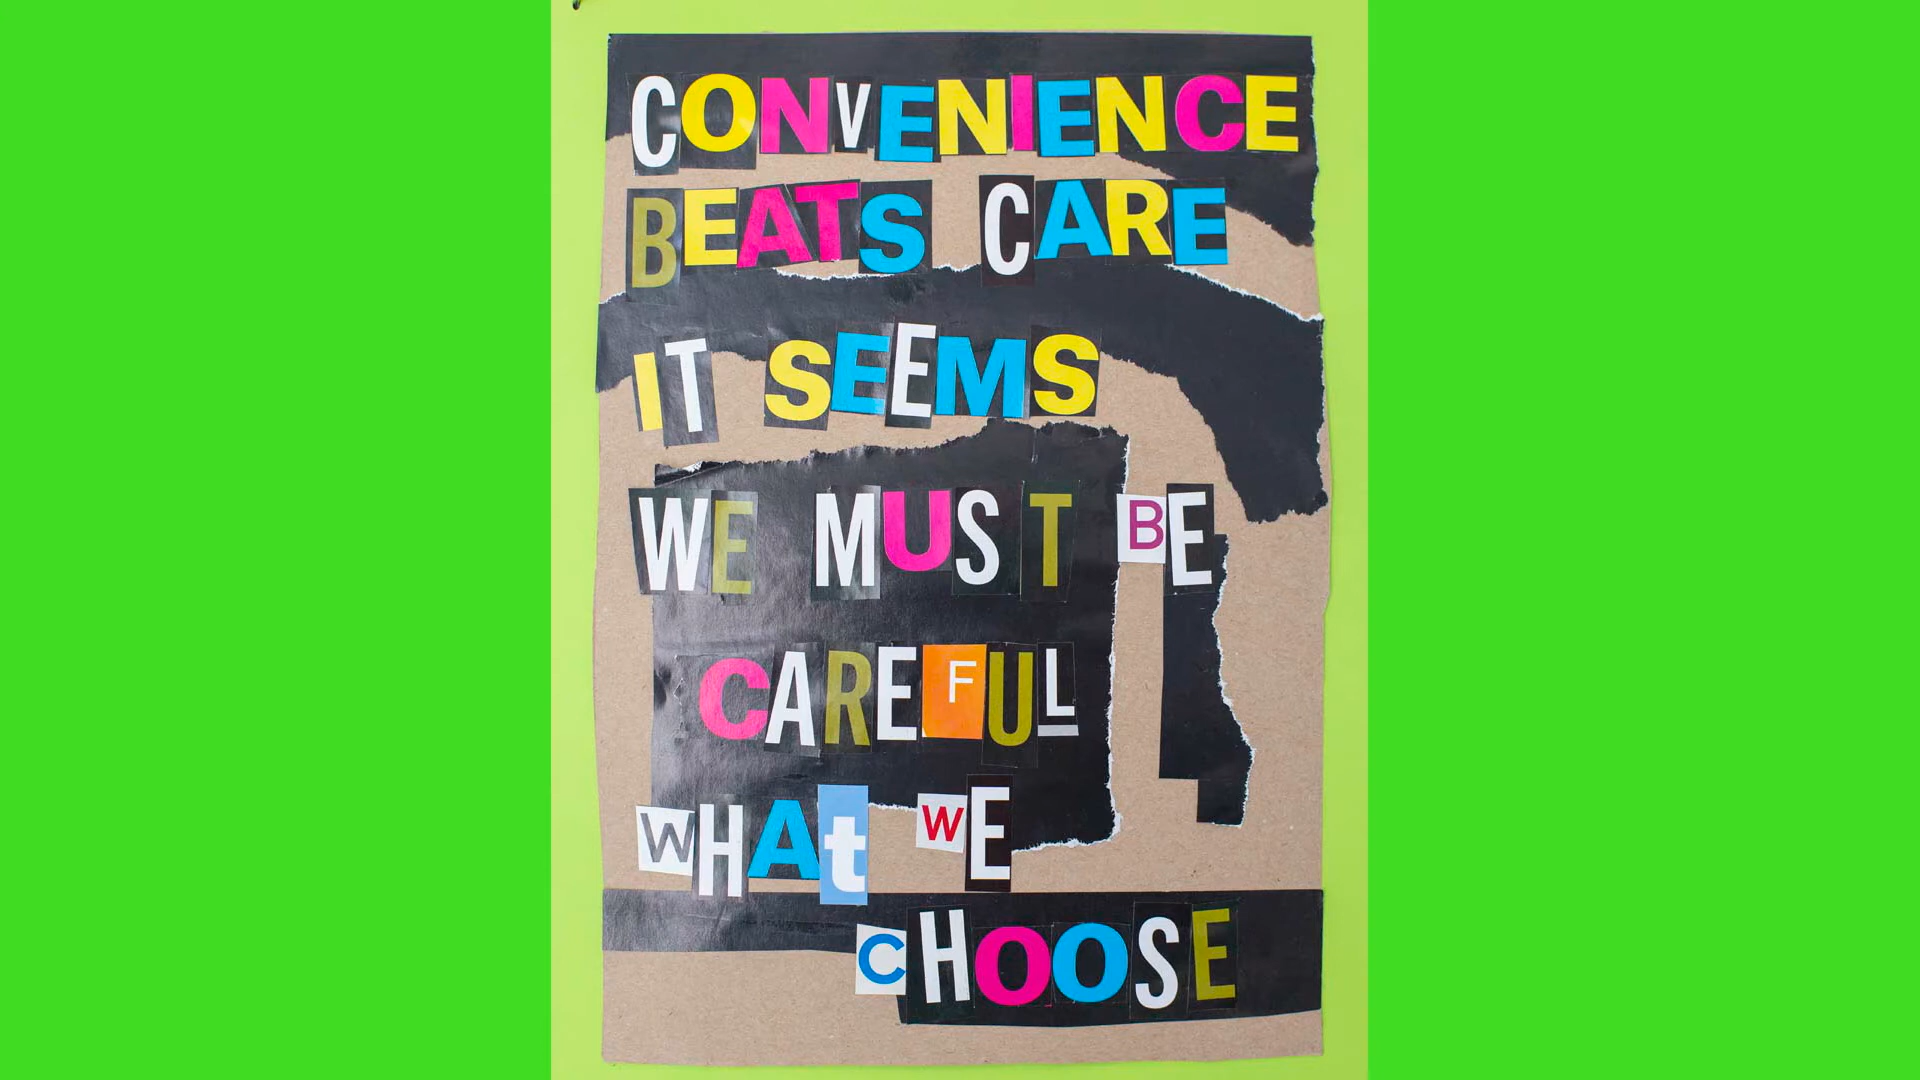 CONVENIENCE
BEATS CARE
IT SEEMS
WE MUST BE
CAREFUL
WHAt WE
CHOOSE